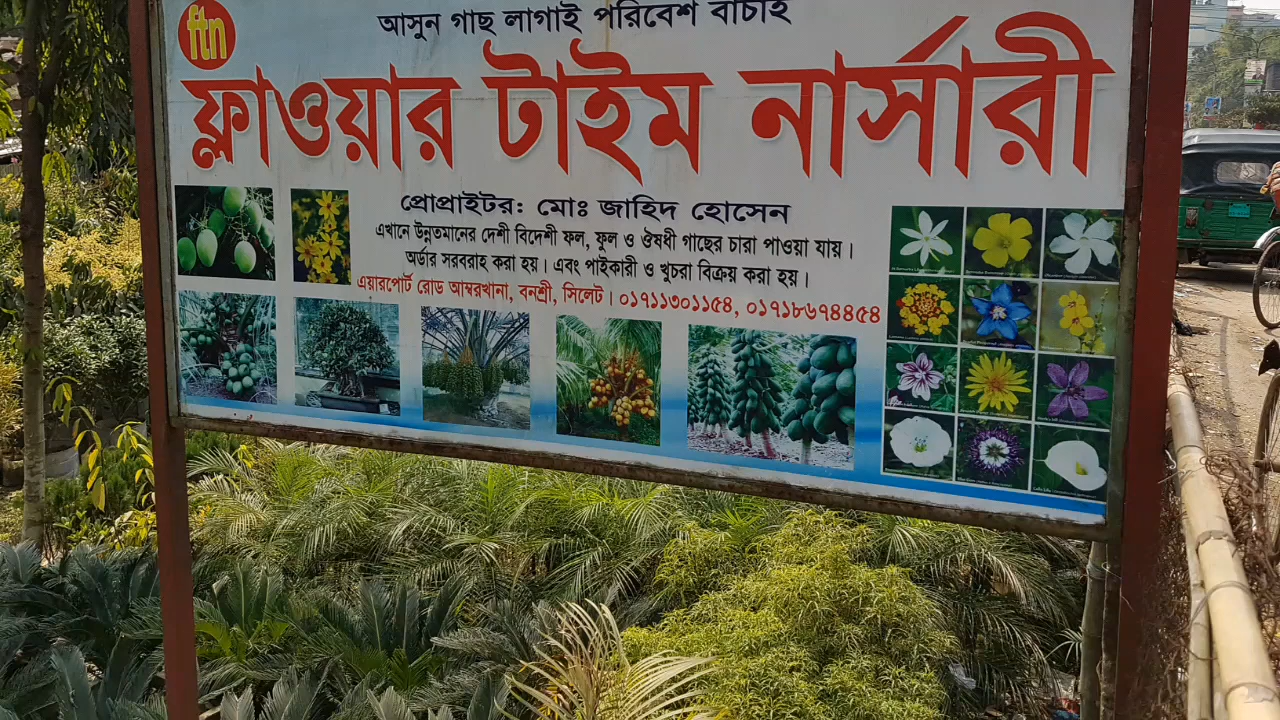 ftn
আসুন গাছ লাগাই পরিবেশ বাচাই
ফ্লাওয়ার টাইম নার্সারী
প্রোপ্রাইটর: মোঃ জাহিদ হোসেন
এখানে উন্নতমানের দেশী বিদেশী ফল, ফুল ও ঔষধী গাছের চারা পাওয়া যায়।
অর্ডার সরবরাহ করা হয়। এবং পাইকারী ও খুচরা বিক্রয় করা হয়।
এয়ারপোর্ট রোড আম্বরখানা, বনশ্রী, সিলেট। ০১৭১১৩০১১৫৪, ০১৭১৮৬৭৪৪৫৪